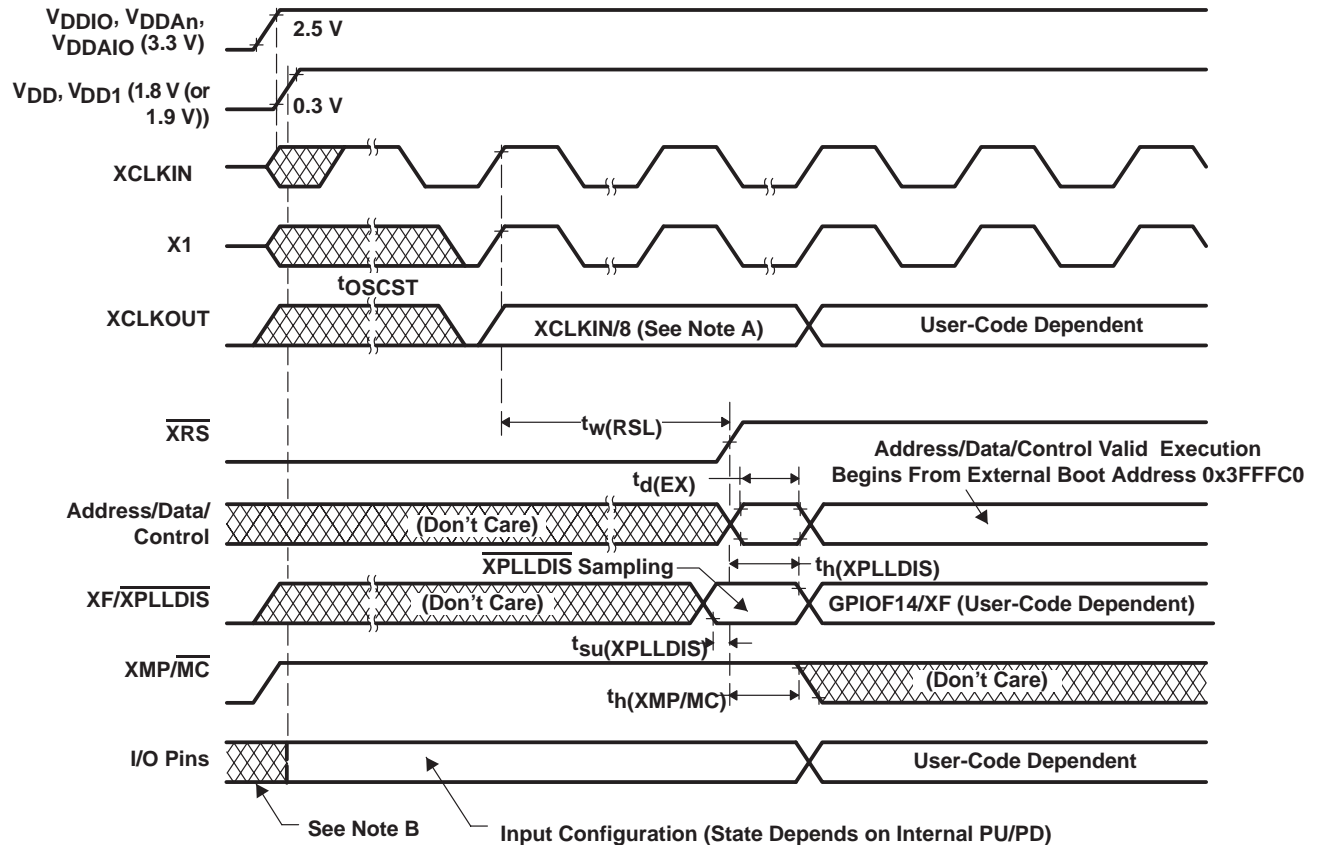 VDDIO, VDDAn,
VDDAIO (3.3 V)
2.5 V
VDD, VDD1 (1.8 V (or
1.9 V))
0.3 V
XCLKIN
X1
tOSCST
XCLKOUT
XCLKIN/8 (See Note A)
User-Code Dependent
XRS
tw(RSL)
Address/Data/Control Valid Execution
Begins From External Boot Address 0x3FFFC0
td(EX)
Address/Data/
Control
(Don't Care)
XPLLDIS Sampling
th(XPLLDIS)
XF/XPLLDIS
(Don't Care)
GPIOF14/XF (User-Code Dependent)
tsu(XPLLDIS)
XMP/MC
(Don't Care)
th(XMP/MC)
I/O Pins
User-Code Dependent
See Note B
Input Configuration (State Depends on Internal PU/PD)